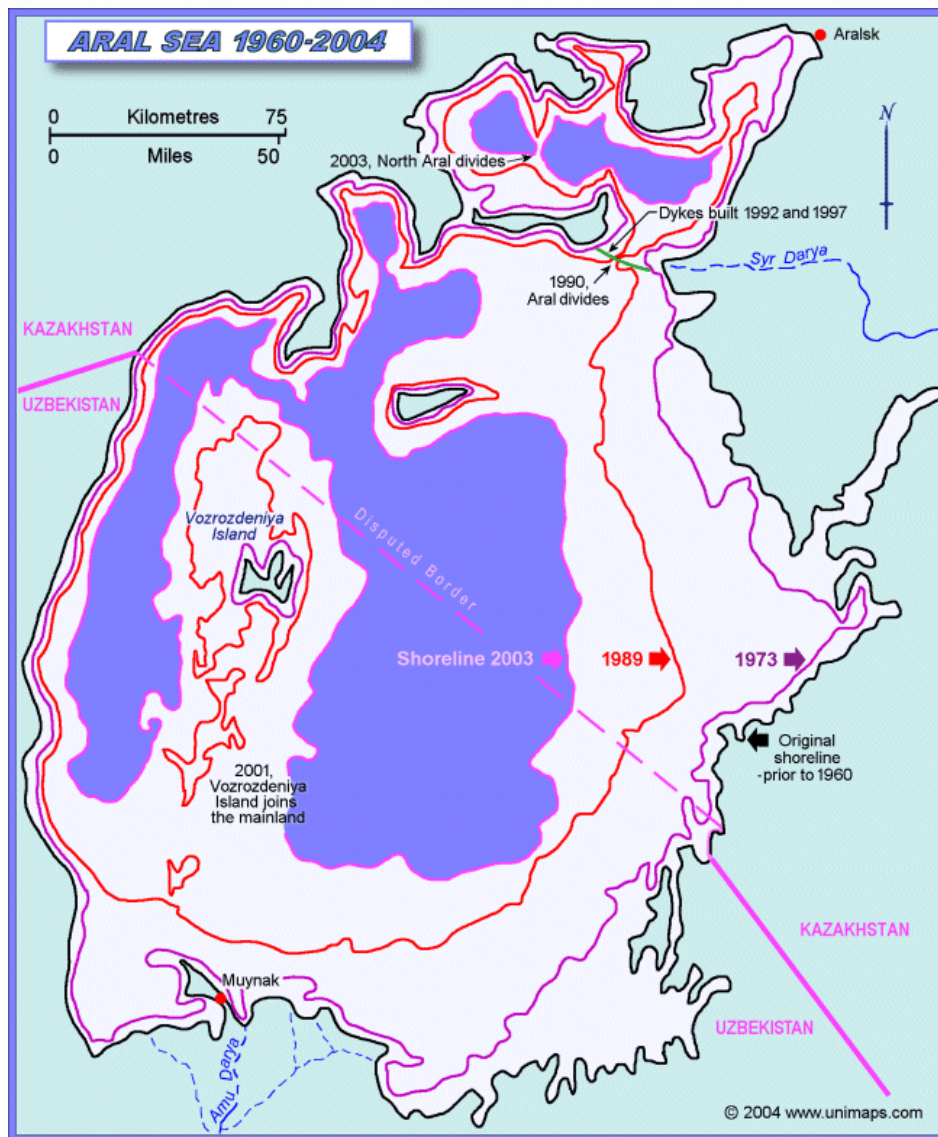 ARAL SEA 1960-2004
Aralsk
0 Kilometres 75
0 Miles 50
N
2003, North Aral divides
Dykes built 1992 and 1997
Syr Darya
1990,
Aral divides
KAZAKHSTAN
UZBEKISTAN
Vozrozdeniya
Island
Disputed Border
Shoreline 2003
1989
1973
Original
shoreline
-prior to 1960
2001,
Vozrozdeniya
Island joins
the mainland
KAZAKHSTAN
Muynak
UZBEKISTAN
Amu Darya
© 2004 www.unimaps.com